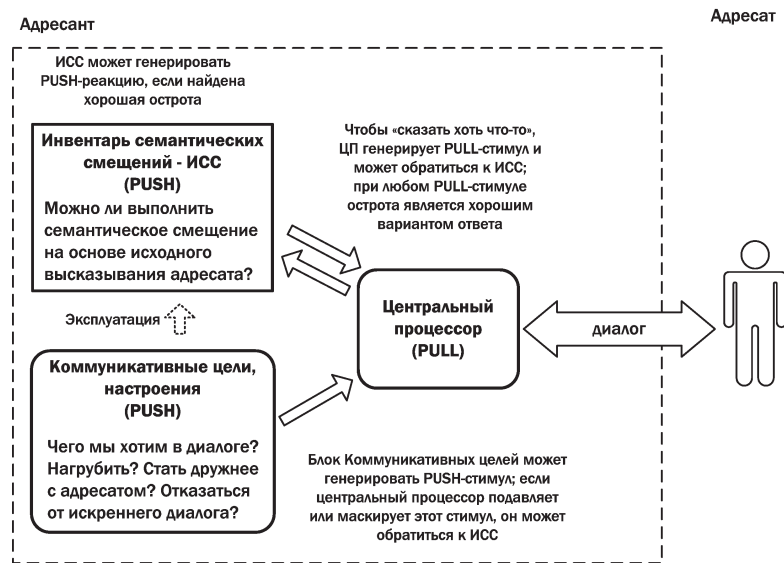 Адресант
Адресат
ИСС может генерировать
PUSH-реакцию, если найдена
хорошая острота
Инвентарь семантических
смещений - ИСС
(PUSH)
Можно ли выполнить
семантическое смещение
на основе исходного
высказывания адресата?
Чтобы «сказать хоть что-то»,
ЦП генерирует PULL-стимул и
может обратиться к ИСС;
при любом PULL-стимуле
острота является хорошим
вариантом ответа
Эксплуатация
Центральный
процессор
(PULL)
диалог
Коммуникативные цели,
настроения
(PUSH)
Чего мы хотим в диалоге?
Нагрубить? Стать дружнее
с адресатом? Отказаться
от искреннего диалога?
Блок Коммуникативных целей может
генерировать PUSH-стимул; если
центральный процессор подавляет
или маскирует этот стимул, он может
обратиться к ИСС